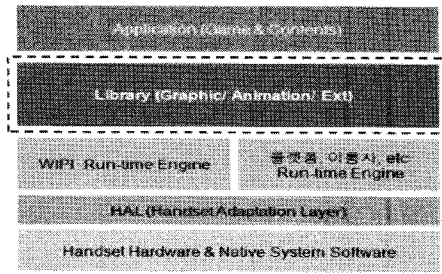 Application (Game & Contents)
Library (Graphic/ Animation/ Ext)
WIPI Run-time Engine
플랫폼, 이통사, etc
Run-time Engine
HAL(Handset Adaptation Layer)
Handset Hardware & Native System Software